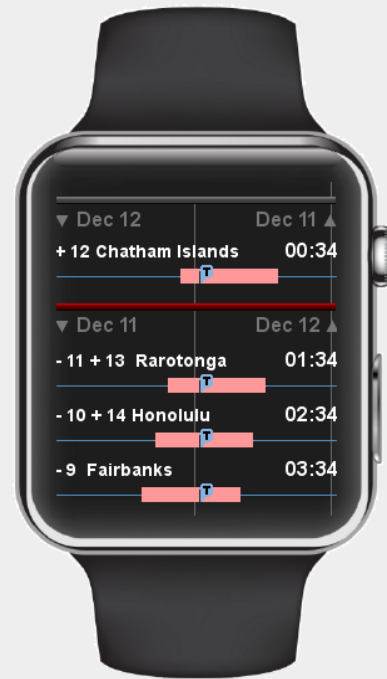 ▼ Dec 12 Dec 11 ▲
+ 12 Chatham Islands 00:34
T
▼ Dec 11 Dec 12 ▲
- 11 + 13 Rarotonga 01:34
T
- 10 + 14 Honolulu 02:34
T
- 9 Fairbanks 03:34
T